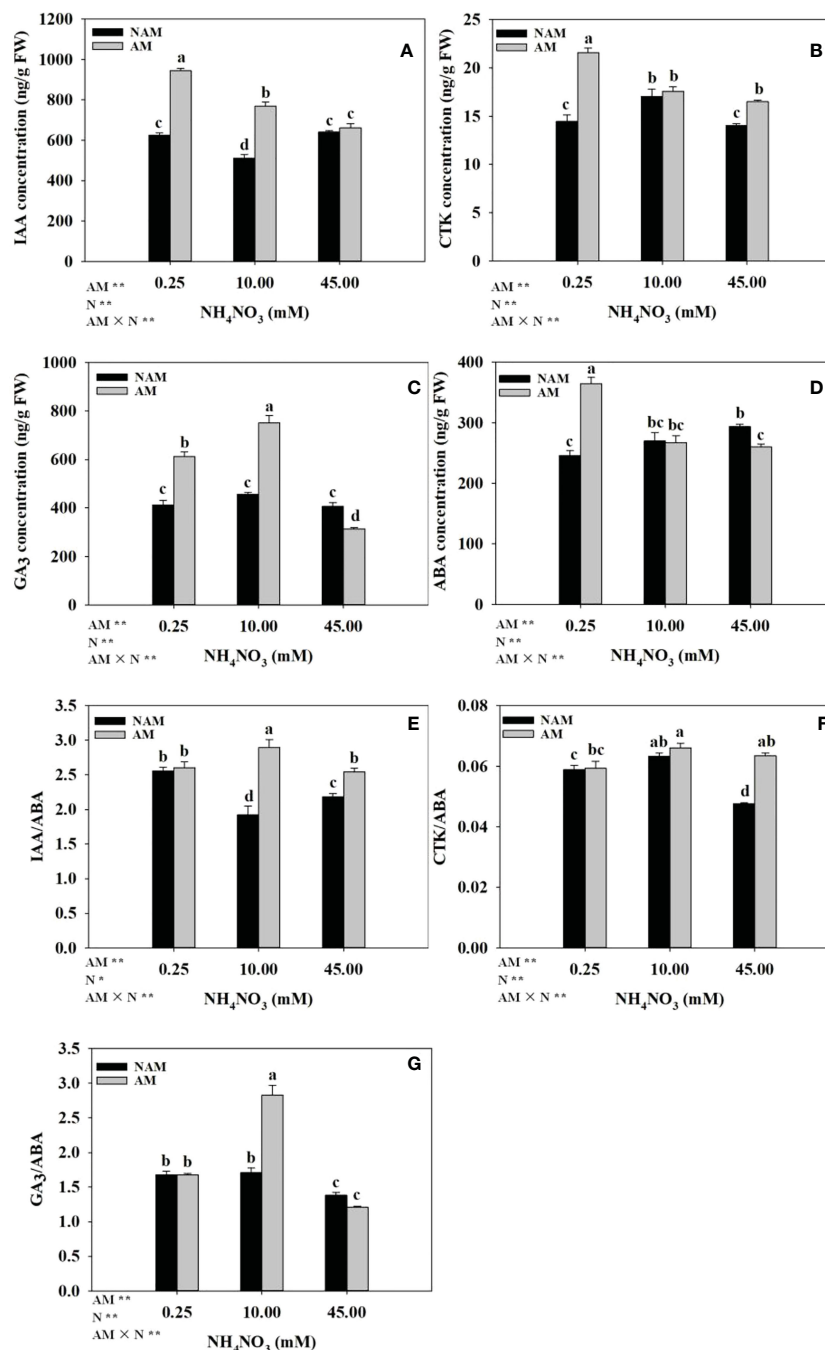 A
NAM
AM
IAA concentration (ng/g FW)
1200
1000
800
600
400
200
0
c a d b c c
0.25 10.00 45.00
NH₄NO₃ (mM)
AM **
N **
AM × N **
B
NAM
AM
CTK concentration (ng/g FW)
25
20
15
10
5
0
c a b b c b
0.25 10.00 45.00
NH₄NO₃ (mM)
AM **
N **
AM × N **
C
NAM
AM
GA₃ concentration (ng/g FW)
1000
800
600
400
200
0
c b c a c d
0.25 10.00 45.00
NH₄NO₃ (mM)
AM **
N **
AM × N **
D
NAM
AM
ABA concentration (ng/g FW)
400
300
200
100
0
c a bc bc b c
0.25 10.00 45.00
NH₄NO₃ (mM)
AM **
N **
AM × N **
E
NAM
AM
IAA/ABA
3.5
3.0
2.5
2.0
1.5
1.0
0.5
0.0
b b d a c b
0.25 10.00 45.00
NH₄NO₃ (mM)
AM **
N *
AM × N **
F
NAM
AM
CTK/ABA
0.08
0.06
0.04
0.02
0.00
c bc ab a d ab
0.25 10.00 45.00
NH₄NO₃ (mM)
AM **
N **
AM × N **
G
NAM
AM
GA₃/ABA
3.5
3.0
2.5
2.0
1.5
1.0
0.5
0.0
b b b a c c
0.25 10.00 45.00
NH₄NO₃ (mM)
AM **
N **
AM × N **